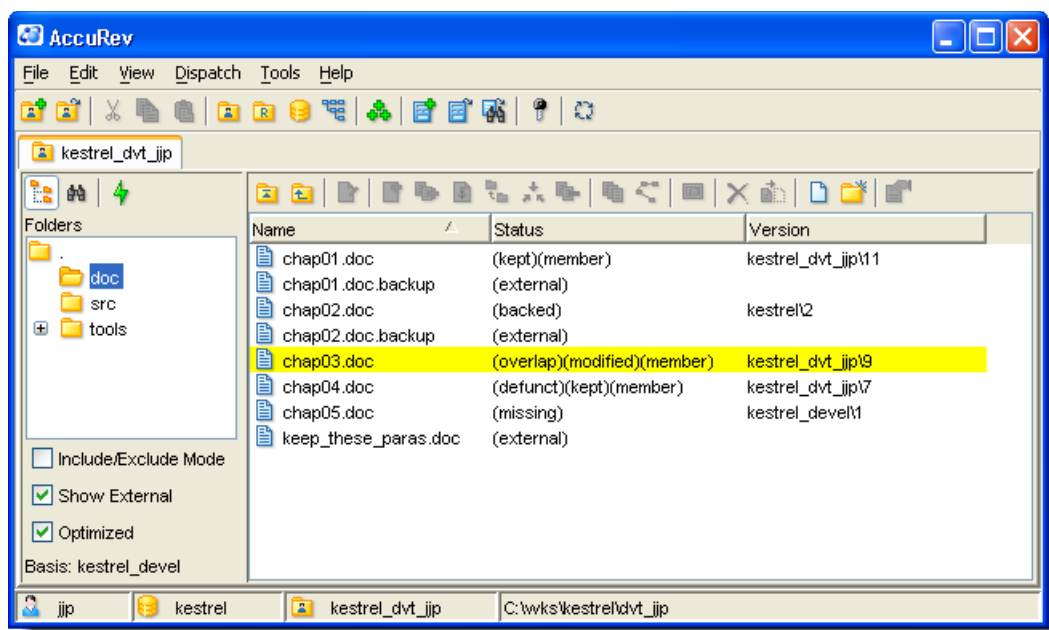 AccuRev
File Edit View Dispatch Tools Help
kestrel_dvt_jjp
Folders
.
doc
src
tools
Include/Exclude Mode
Show External
Optimized
Basis: kestrel_devel
Name Status Version
chap01.doc (kept)(member) kestrel_dvt_jjp\11
chap01.doc.backup (external)
chap02.doc (backed) kestrel\2
chap02.doc.backup (external)
chap03.doc (overlap)(modified)(member) kestrel_dvt_jjp\9
chap04.doc (defunct)(kept)(member) kestrel_dvt_jjp\7
chap05.doc (missing) kestrel_devel\1
keep_these_paras.doc (external)
jjp kestrel kestrel_dvt_jjp C:\wks\kestrel\dvt_jjp